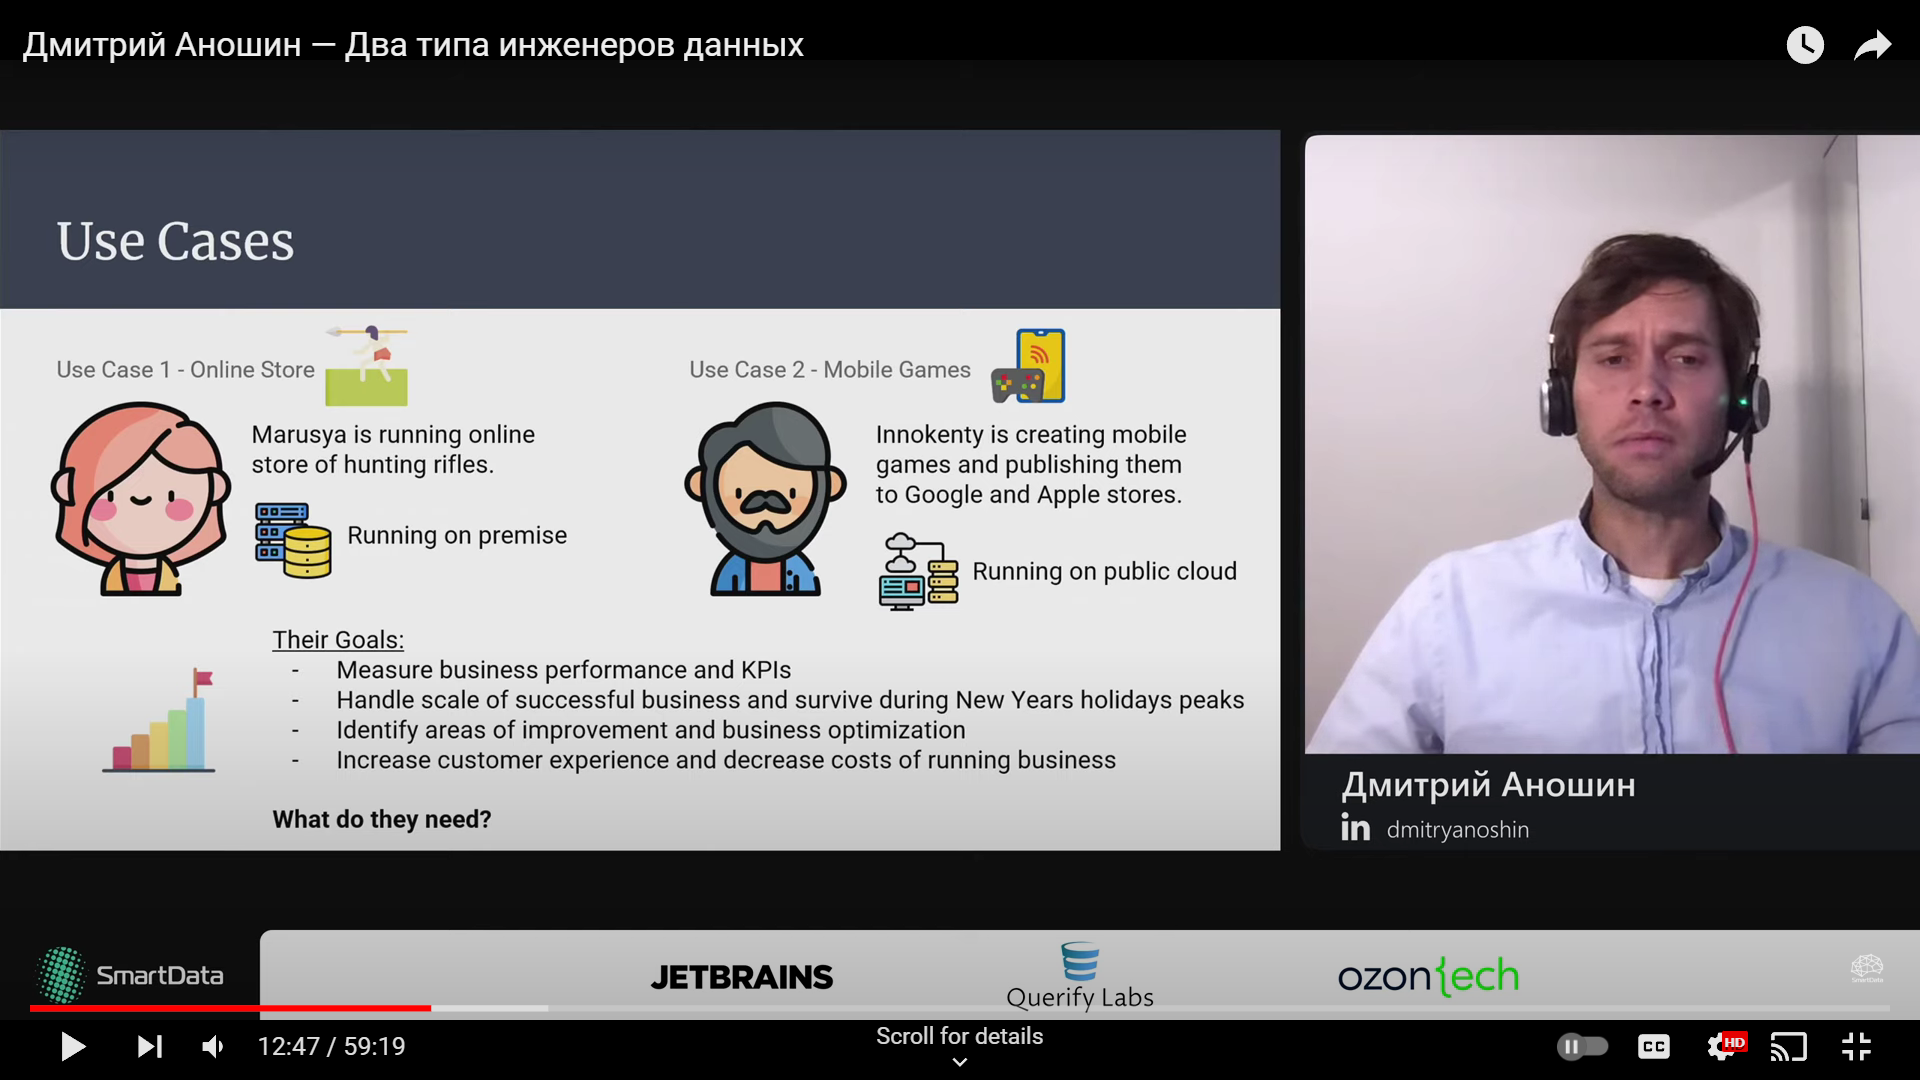 Дмитрий Аношин — Два типа инженеров данных
Use Cases
Use Case 1 - Online Store
Marusya is running online
store of hunting rifles.
Running on premise
Use Case 2 - Mobile Games
Innokenty is creating mobile
games and publishing them
to Google and Apple stores.
Running on public cloud
Their Goals:
- Measure business performance and KPIs
- Handle scale of successful business and survive during New Years holidays peaks
- Identify areas of improvement and business optimization
- Increase customer experience and decrease costs of running business
What do they need?
Дмитрий Аношин
in dmitryanoshin
SmartData
JETBRAINS
Querify Labs
ozon{ech
SmartData
12:47 / 59:19
Scroll for details
CC
HD